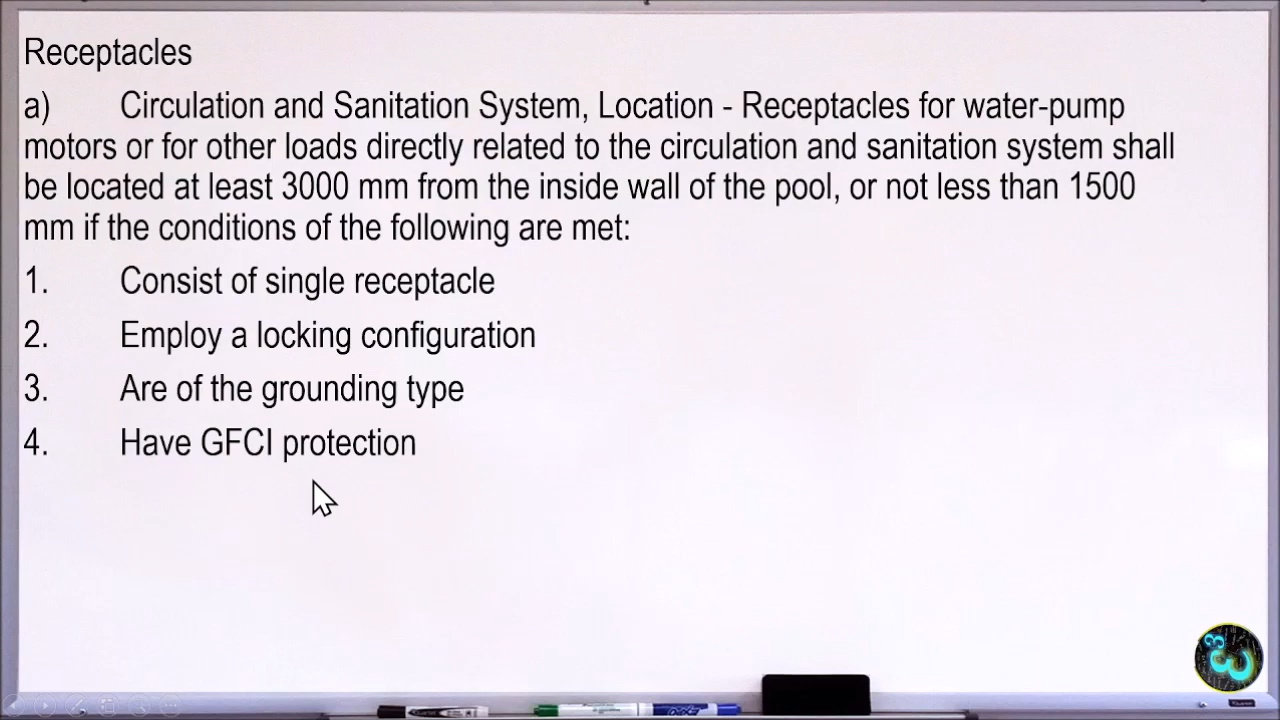 Receptacles
a) Circulation and Sanitation System, Location - Receptacles for water-pump
motors or for other loads directly related to the circulation and sanitation system shall
be located at least 3000 mm from the inside wall of the pool, or not less than 1500
mm if the conditions of the following are met:
1. Consist of single receptacle
2. Employ a locking configuration
3. Are of the grounding type
4. Have GFCI protection